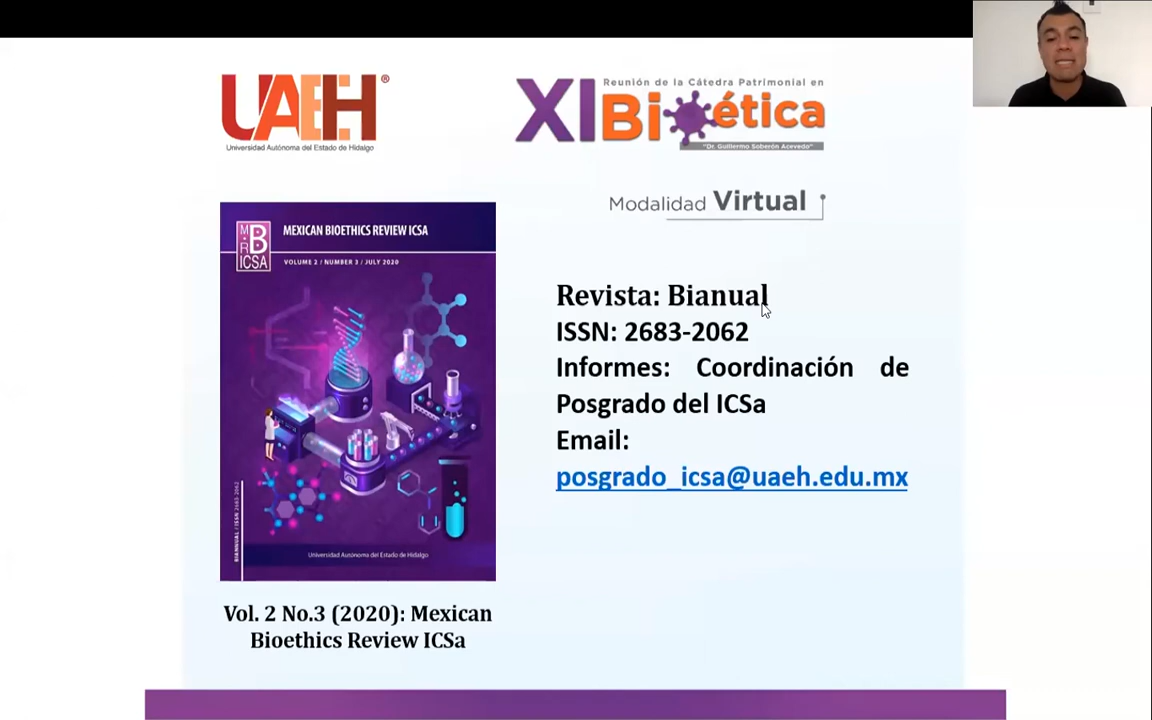 UAEH®
Universidad Autónoma del Estado de Hidalgo
Reunión de la Cátedra Patrimonial en
XI Bioética
"Dr. Guillermo Soberón Acevedo"
Modalidad Virtual
MBR ICSA
MEXICAN BIOETHICS REVIEW ICSA
VOLUME 2 / NUMBER 3 / JULY 2020
BIANNUAL / ISSN 2683-2062
Universidad Autónoma del Estado de Hidalgo
Vol. 2 No.3 (2020): Mexican
Bioethics Review ICSa
Revista: Bianual
ISSN: 2683-2062
Informes: Coordinación de
Posgrado del ICSa
Email:
posgrado_icsa@uaeh.edu.mx